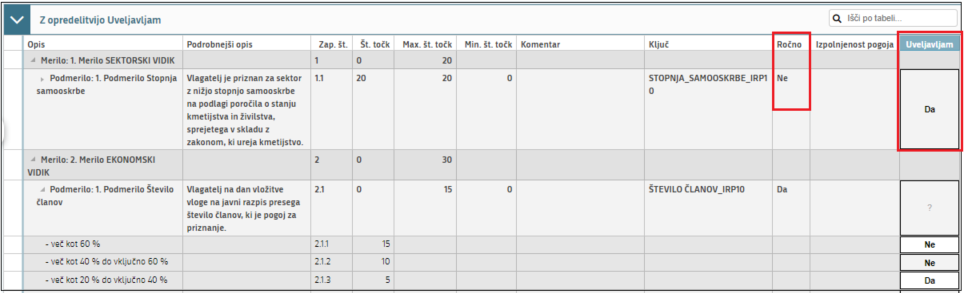 Z opredelitvijo Uveljavljam
Išči po tabeli...
Opis Podrobnejši opis Zap. št. Št. točk Max. št. točk Min. št. točk Komentar Ključ Ročno Izpolnjenost pogoja Uveljavljam
Merilo: 1. Merilo SEKTORSKI VIDIK 1 0 20
Podmerilo: 1. Podmerilo Stopnja Vlagatelj je priznan za sektor 1.1 20 20 0 STOPNJA_SAMOOSKRBE_IRP1 Ne
samooskrbe z nižjo stopnjo samooskrbe 0
na podlagi poročila o stanju
kmetijstva in živilstva, Da
sprejetega v skladu z
zakonom, ki ureja kmetijstvo.
Merilo: 2. Merilo EKONOMSKI 2 0 30
VIDIK
Podmerilo: 1. Podmerilo Število Vlagatelj na dan vložitve 2.1 0 15 0 ŠTEVILO ČLANOV_IRP10 Da
članov vloge na javni razpis presega
število članov, ki je pogoj za ?
priznanje.
- več kot 60 % 2.1.1 15 Ne
- več kot 40 % do vključno 60 % 2.1.2 10 Ne
- več kot 20 % do vključno 40 % 2.1.3 5 Da